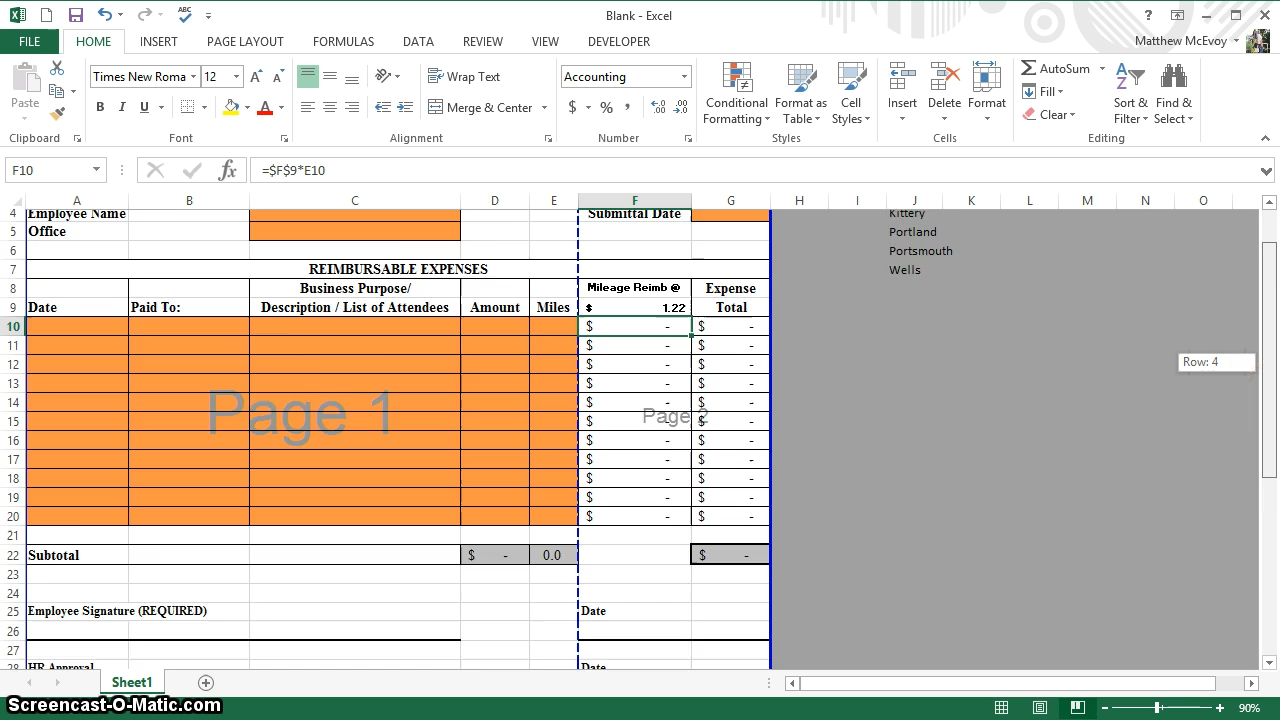 Blank - Excel
ABC
?
FILE HOME INSERT PAGE LAYOUT FORMULAS DATA REVIEW VIEW DEVELOPER
Matthew McEvoy
Paste
Times New Roma 12
A A
B I U A
Wrap Text
Merge & Center
Accounting
$ % ,
Conditional Formatting
Format as Table
Cell Styles
Insert Delete Format
AutoSum
Fill
Clear
Sort & Filter
Find & Select
Clipboard Font Alignment Number Styles Cells Editing
F10 fx =$F$9*E10
A B C D E F G H I J K L M N O
4 Employee Name Submittal Date Kittery
5 Office Portland
6 Portsmouth
7 REIMBURSABLE EXPENSES Wells
8 Business Purpose/ Mileage Reimb @ Expense
9 Date Paid To: Description / List of Attendees Amount Miles $ 1.22 Total
10 $ - $ -
11 $ - $ -
12 $ - $ -
Row: 4
13 $ - $ -
14 $ - $ -
Page 1 Page 2
15 $ - $ -
16 $ - $ -
17 $ - $ -
18 $ - $ -
19 $ - $ -
20 $ - $ -
21
22 Subtotal $ - 0.0 $ -
23
24
25 Employee Signature (REQUIRED) Date
26
27
28 HR Approval Date
Sheet1
Screencast-O-Matic.com
90%